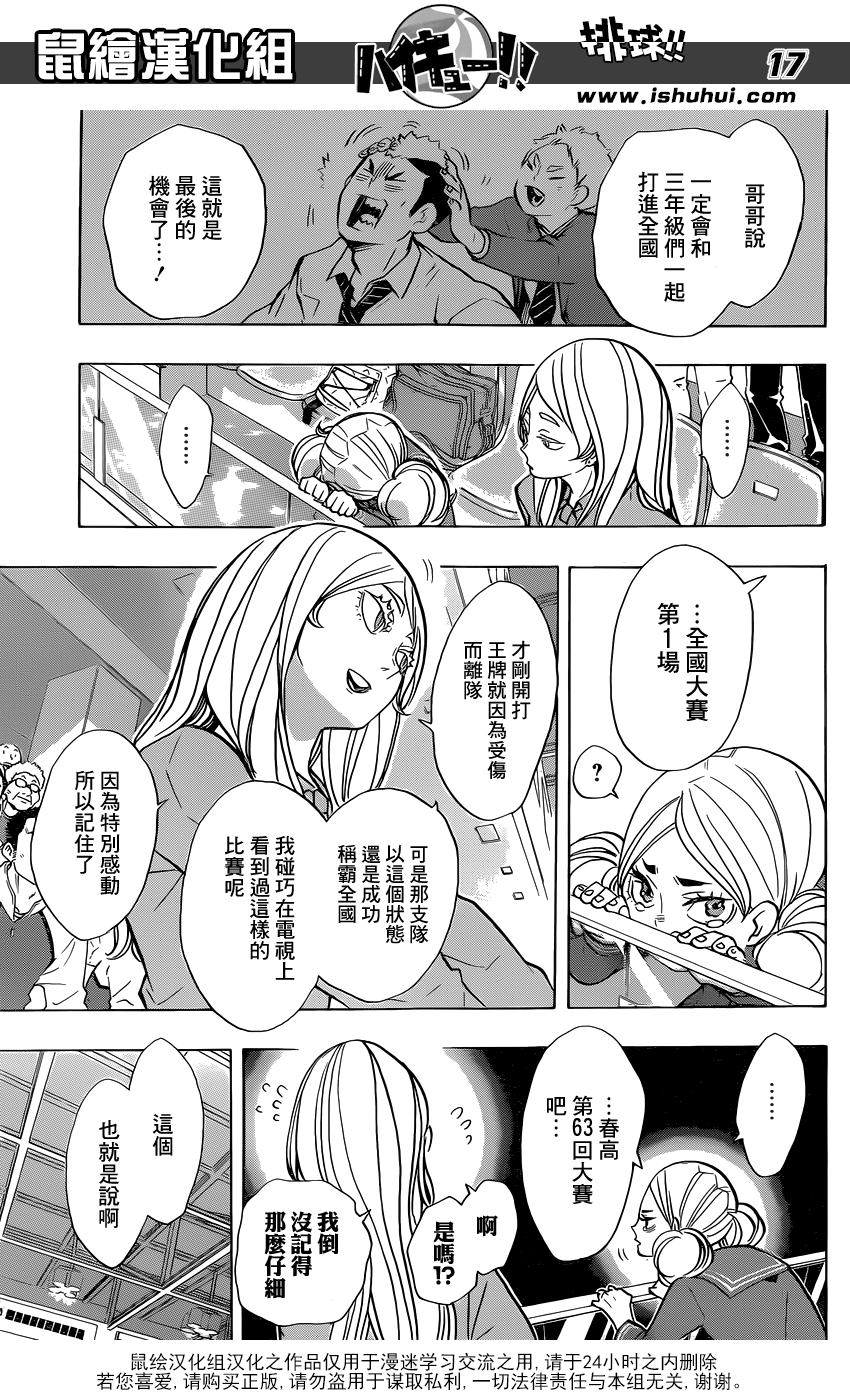 鼠繪漢化組
ハイキュー!!
排球!!
17
www.ishuhui.com
哥哥說
一定會和
三年級們一起
打進全國
這就是
最後的
機會了…!
……
……
…全國大賽
第1場
?
才剛開打
王牌就因為受傷
而離隊
可是那支隊
以這個狀態
還是成功
稱霸全國
我碰巧在電視上
看到過這樣的
比賽呢
因為特別感動
所以記住了
……
…春高
第63回大賽
吧…
啊
是嗎!?
我倒
沒記得
那麼仔細
這個
也就是說啊
鼠绘汉化组汉化之作品仅用于漫迷学习交流之用,请于24小时之内删除
若您喜爱,请购买正版,请勿盗用于谋取私利,一切法律责任与本组无关,谢谢。